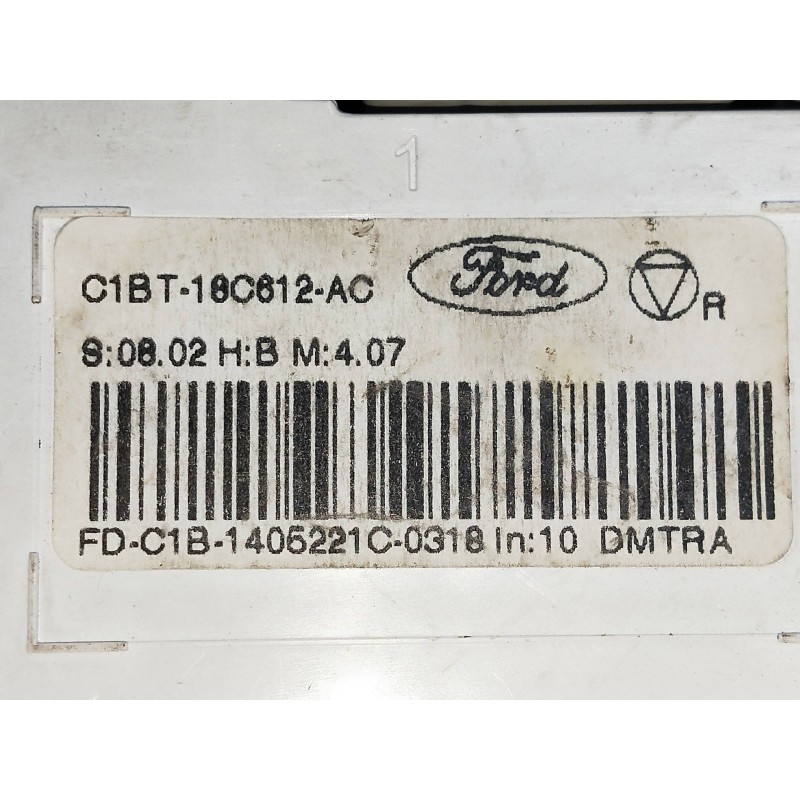 1
C1BT-18C612-AC Ford R
S:08.02 H:B M:4.07
FD-C1B-1405221C-0318 In:10 DMTRA